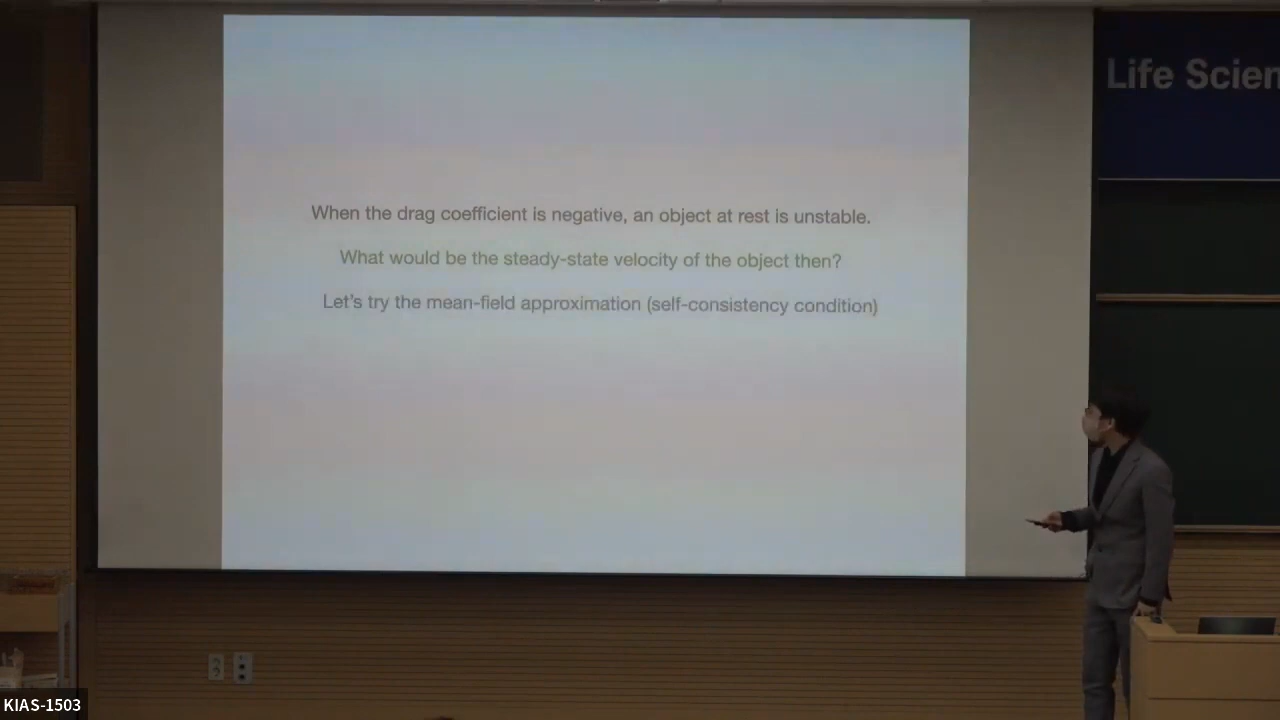 When the drag coefficient is negative, an object at rest is unstable.
What would be the steady-state velocity of the object then?
Let's try the mean-field approximation (self-consistency condition)
Life Scien
KIAS-1503